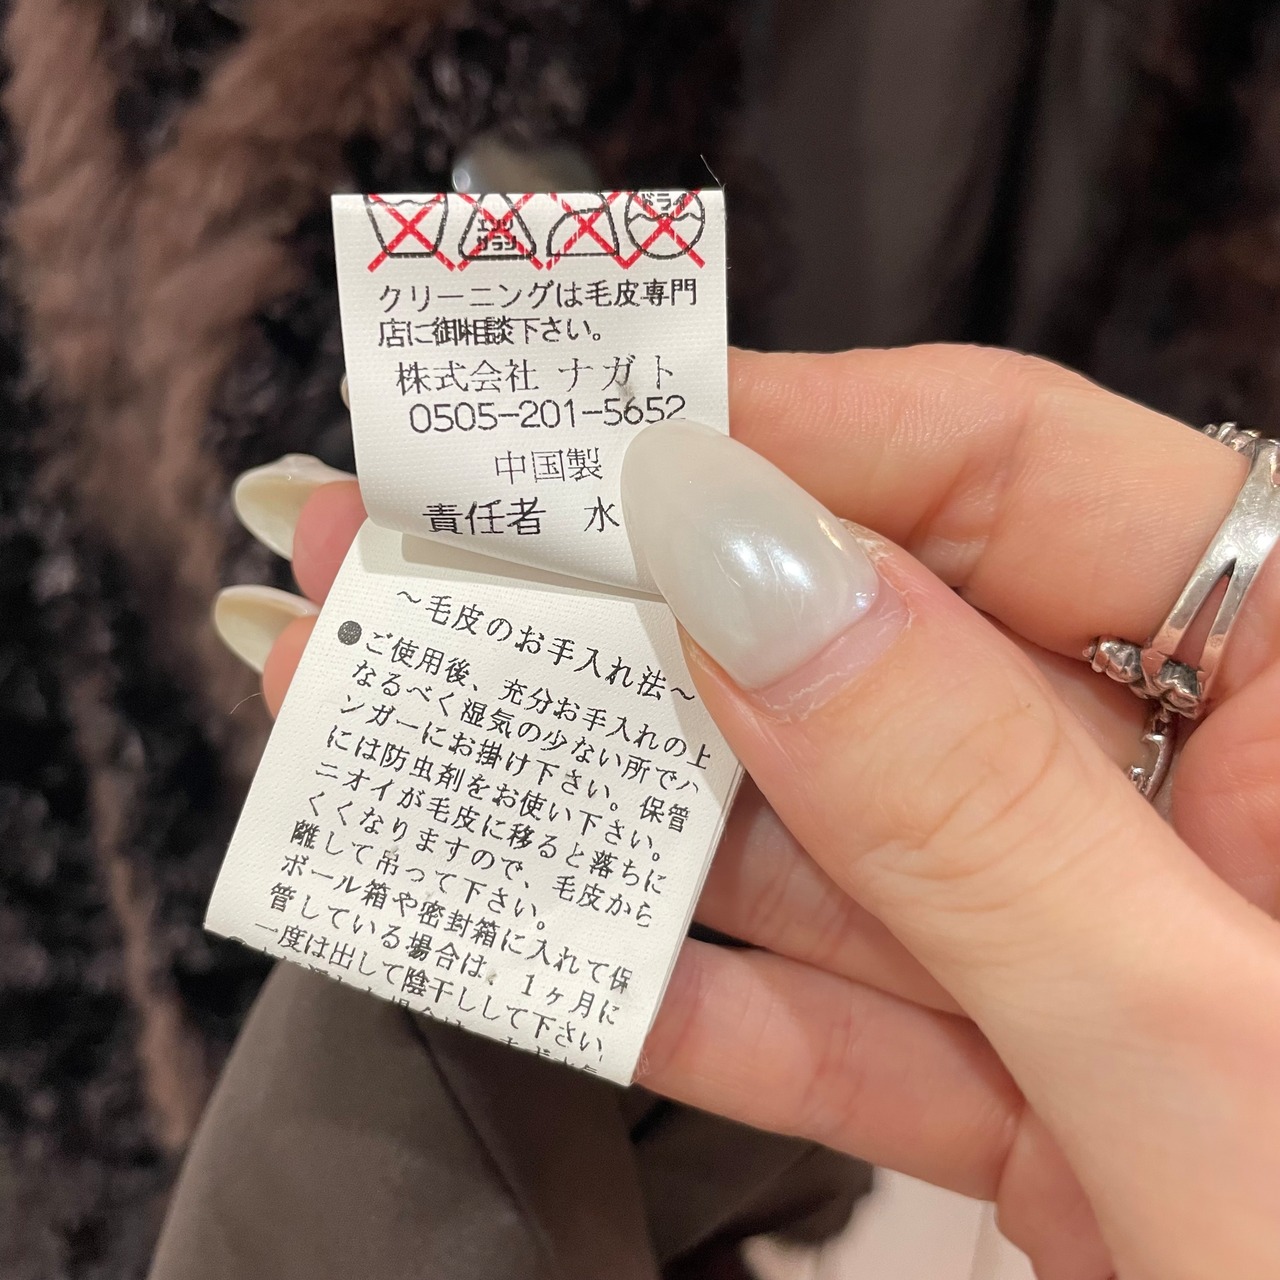 エンソ
サラシ
ドライ
クリーニングは毛皮専門
店に御相談下さい。
株式会社 ナガト
0505-201-5652
中国製
責任者 水
～毛皮のお手入れ法～
●ご使用後、充分お手入れの上
なるべく湿気の少ない所でハ
ンガーにお掛け下さい。保管
には防虫剤をお使い下さい。
ニオイが毛皮に移ると落ちに
くくなりますので、毛皮から
離して吊って下さい。
ボール箱や密封箱に入れて保
管している場合は、1ヶ月に
一度は出して陰干しして下さい